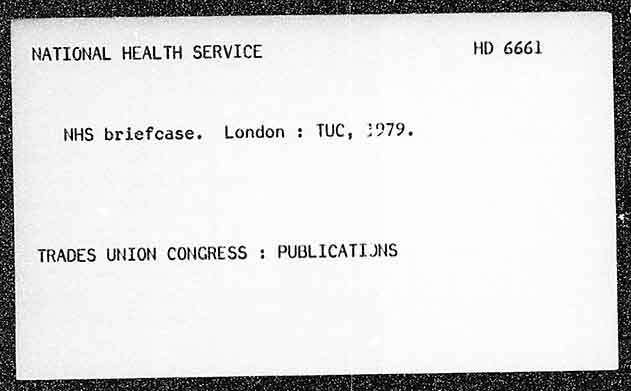 NATIONAL HEALTH SERVICE HD 6661
NHS briefcase. London : TUC, 1979.
TRADES UNION CONGRESS : PUBLICATIONS